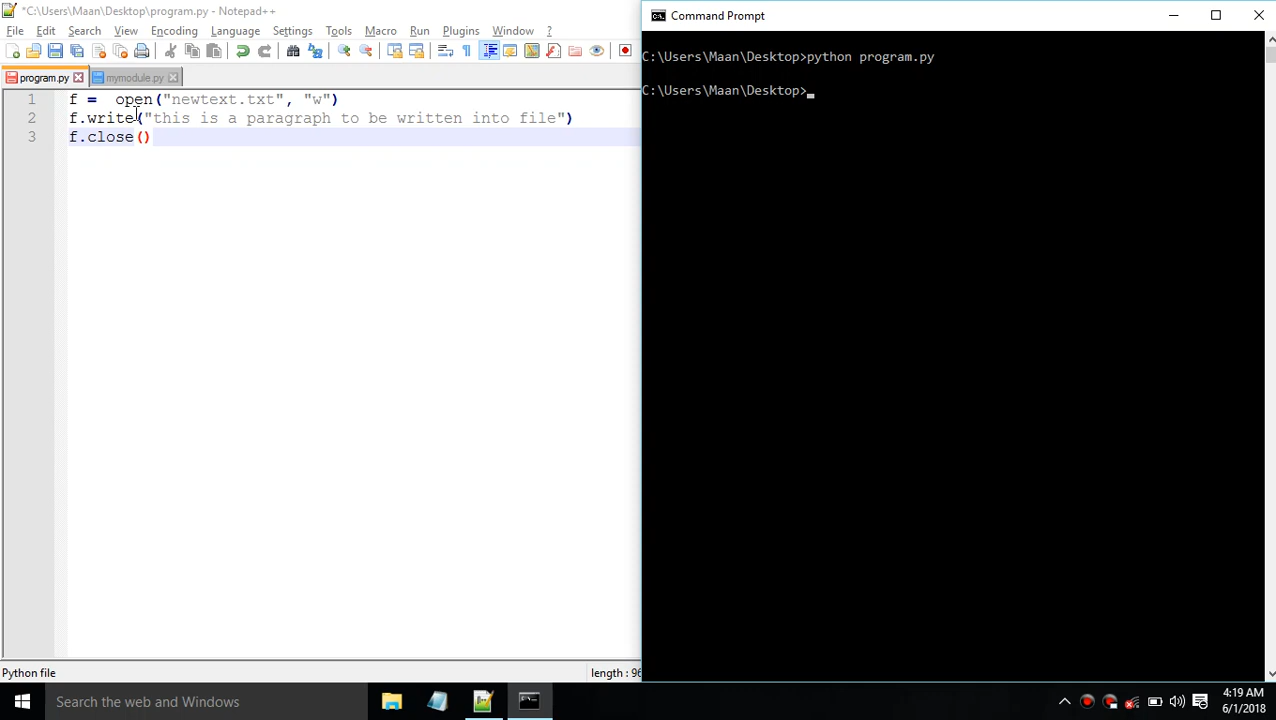 *C:\Users\Maan\Desktop\program.py - Notepad++
File Edit Search View Encoding Language Settings Tools Macro Run Plugins Window ?
program.py mymodule.py
1 f =  open("newtext.txt", "w")
2 f.write("this is a paragraph to be written into file")
3 f.close()
Python file length : 96
Command Prompt
C:\Users\Maan\Desktop>python program.py
C:\Users\Maan\Desktop>
Search the web and Windows
4:19 AM
6/1/2018